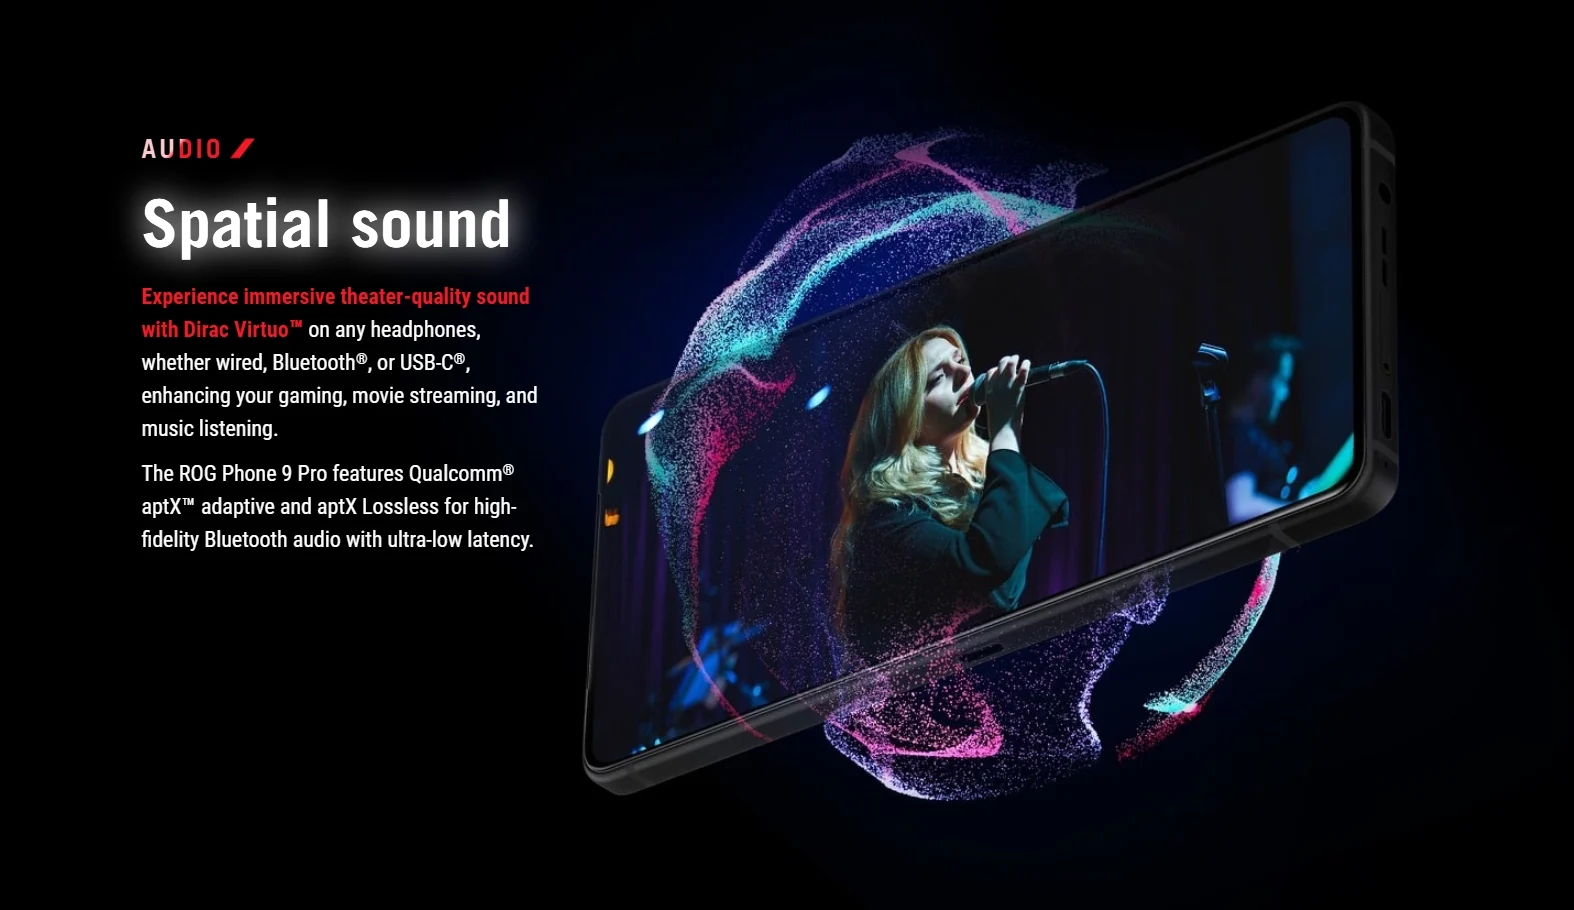 AUDIO
Spatial sound
Experience immersive theater-quality sound
with Dirac Virtuo™ on any headphones,
whether wired, Bluetooth®, or USB-C®,
enhancing your gaming, movie streaming, and
music listening.
The ROG Phone 9 Pro features Qualcomm®
aptX™ adaptive and aptX Lossless for high-
fidelity Bluetooth audio with ultra-low latency.